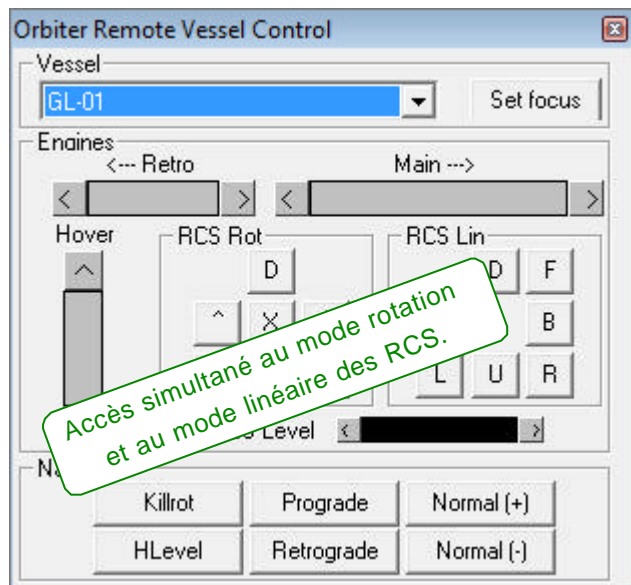 Orbiter Remote Vessel Control
Vessel
GL-01
Set focus
Engines
<--- Retro
Main --->
Hover
RCS Rot
RCS Lin
D
D F
^ X
B
L U R
Accès simultané au mode rotation
et au mode linéaire des RCS.
Level
Killrot Prograde Normal (+)
HLevel Retrograde Normal (-)